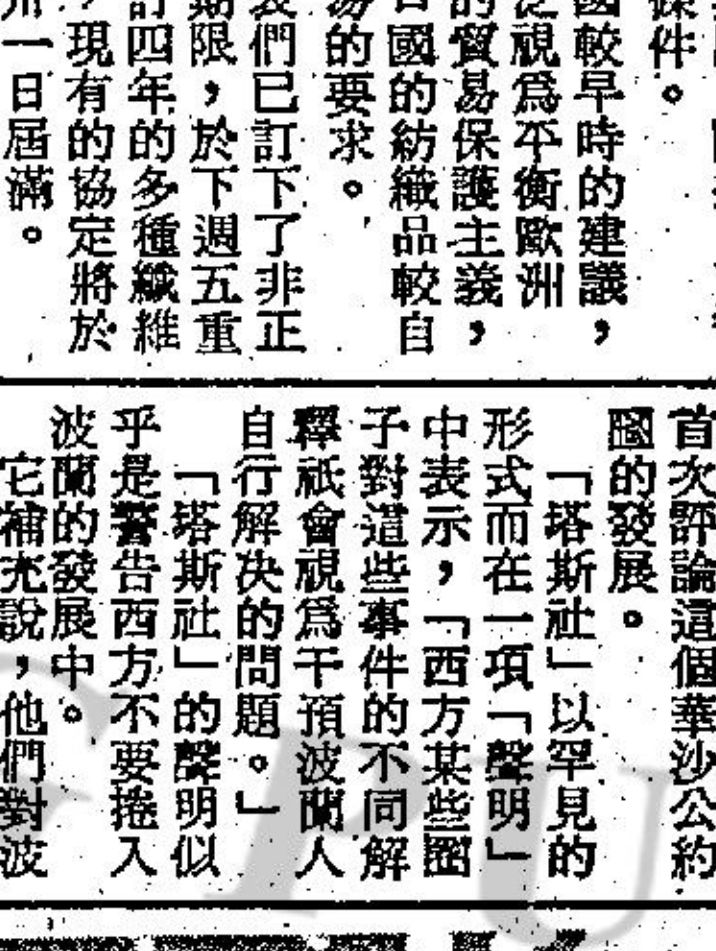 條件。
國較早時的建議，
泛視爲平衡歐洲
的貿易保護主義，
國的紡織品較自
易的要求。
表們已訂下了非正
期限，於下週五重
訂四年的多種纖維
，現有的協定將於
卅一日屆滿。
首次評論這個華沙公約
國的發展。
「塔斯社」以罕見的
形式而在一項「聲明」
中表示，「西方某些圈
子對這些事件的不同解
釋祇會視爲干預波蘭人
自行解决的問題。」
「塔斯社」的聲明似
乎是警告西方不要捲入
波蘭的發展中。
它補充說，他們對波